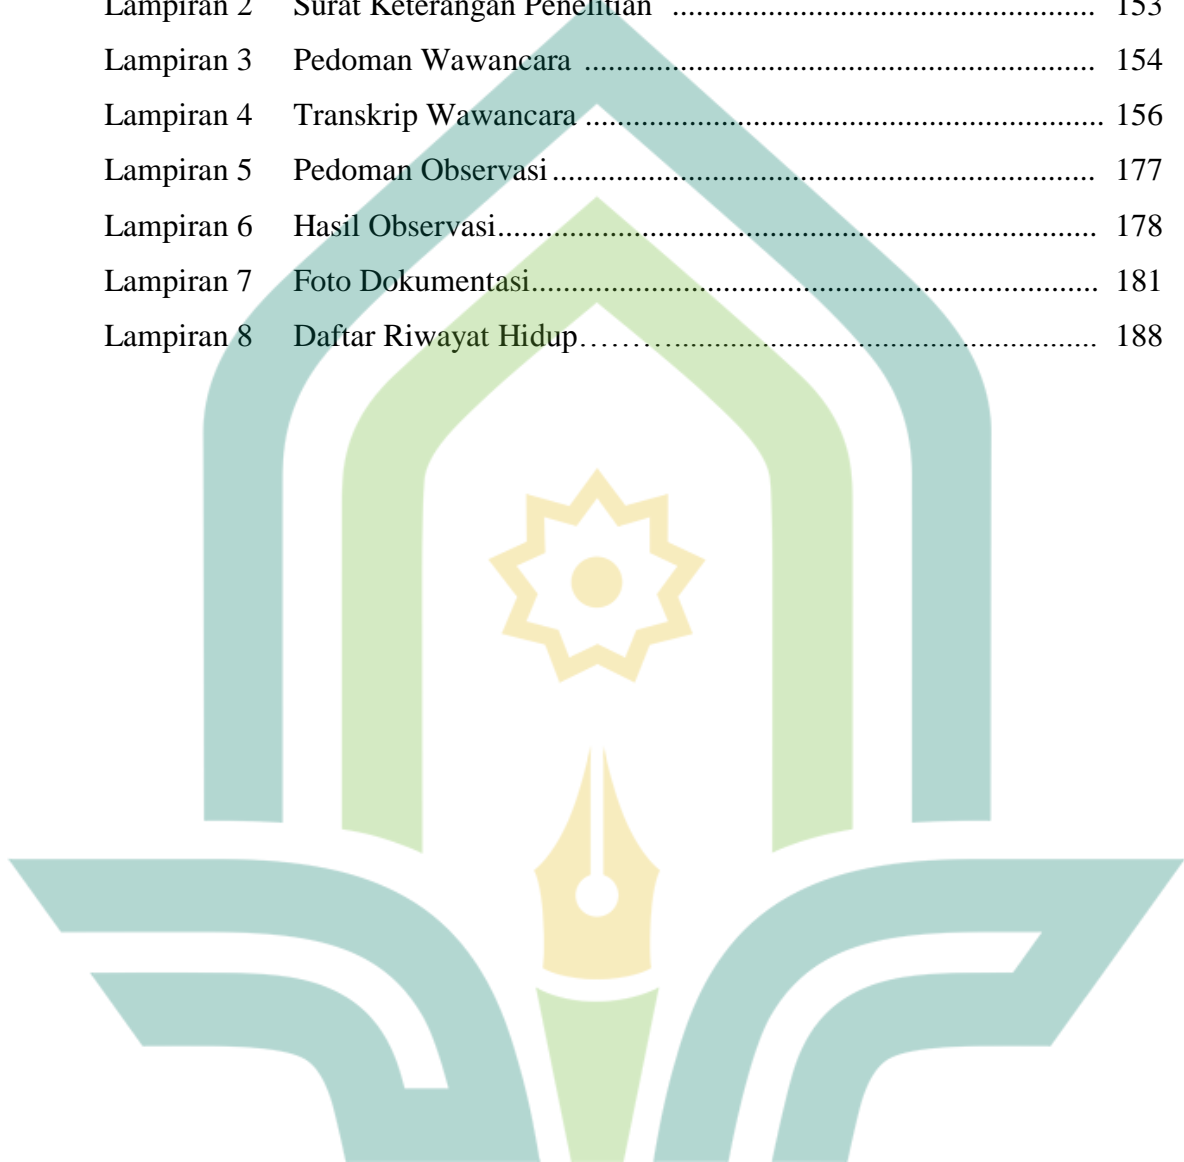 Lampiran 2 Surat Keterangan Penelitian ..................................................... 153
Lampiran 3 Pedoman Wawancara ................................................................ 154
Lampiran 4 Transkrip Wawancara ................................................................. 156
Lampiran 5 Pedoman Observasi.................................................................... 177
Lampiran 6 Hasil Observasi........................................................................... 178
Lampiran 7 Foto Dokumentasi....................................................................... 181
Lampiran 8 Daftar Riwayat Hidup……….................................................... 188